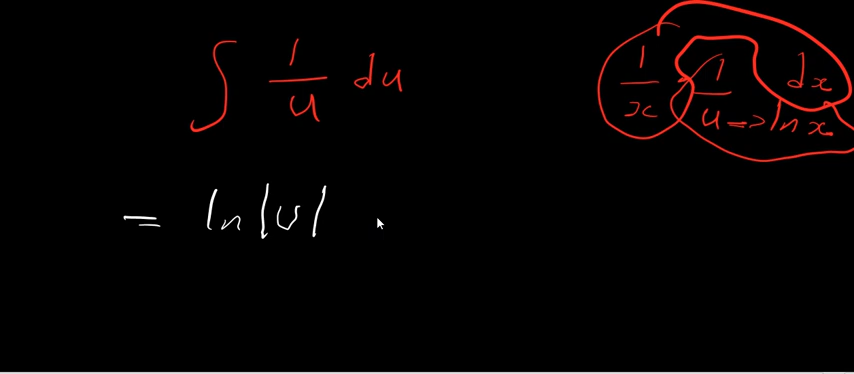 ∫ 1/u du
1/x 1/u dx
u => ln x
= ln|u|